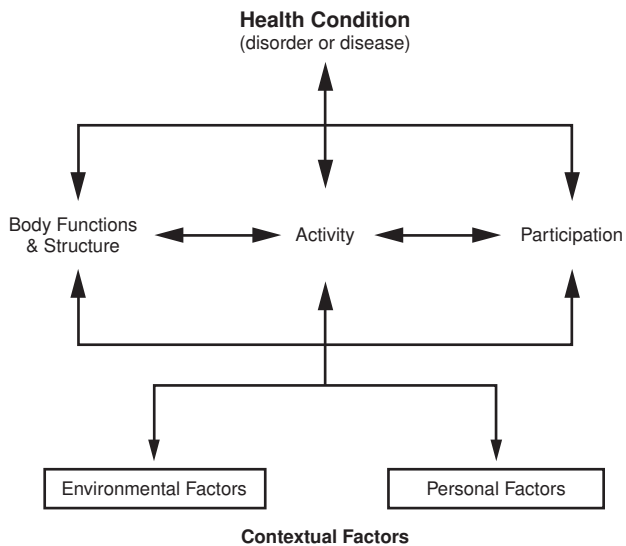 Health Condition
(disorder or disease)
Body Functions
& Structure
Activity
Participation
Environmental Factors
Personal Factors
Contextual Factors